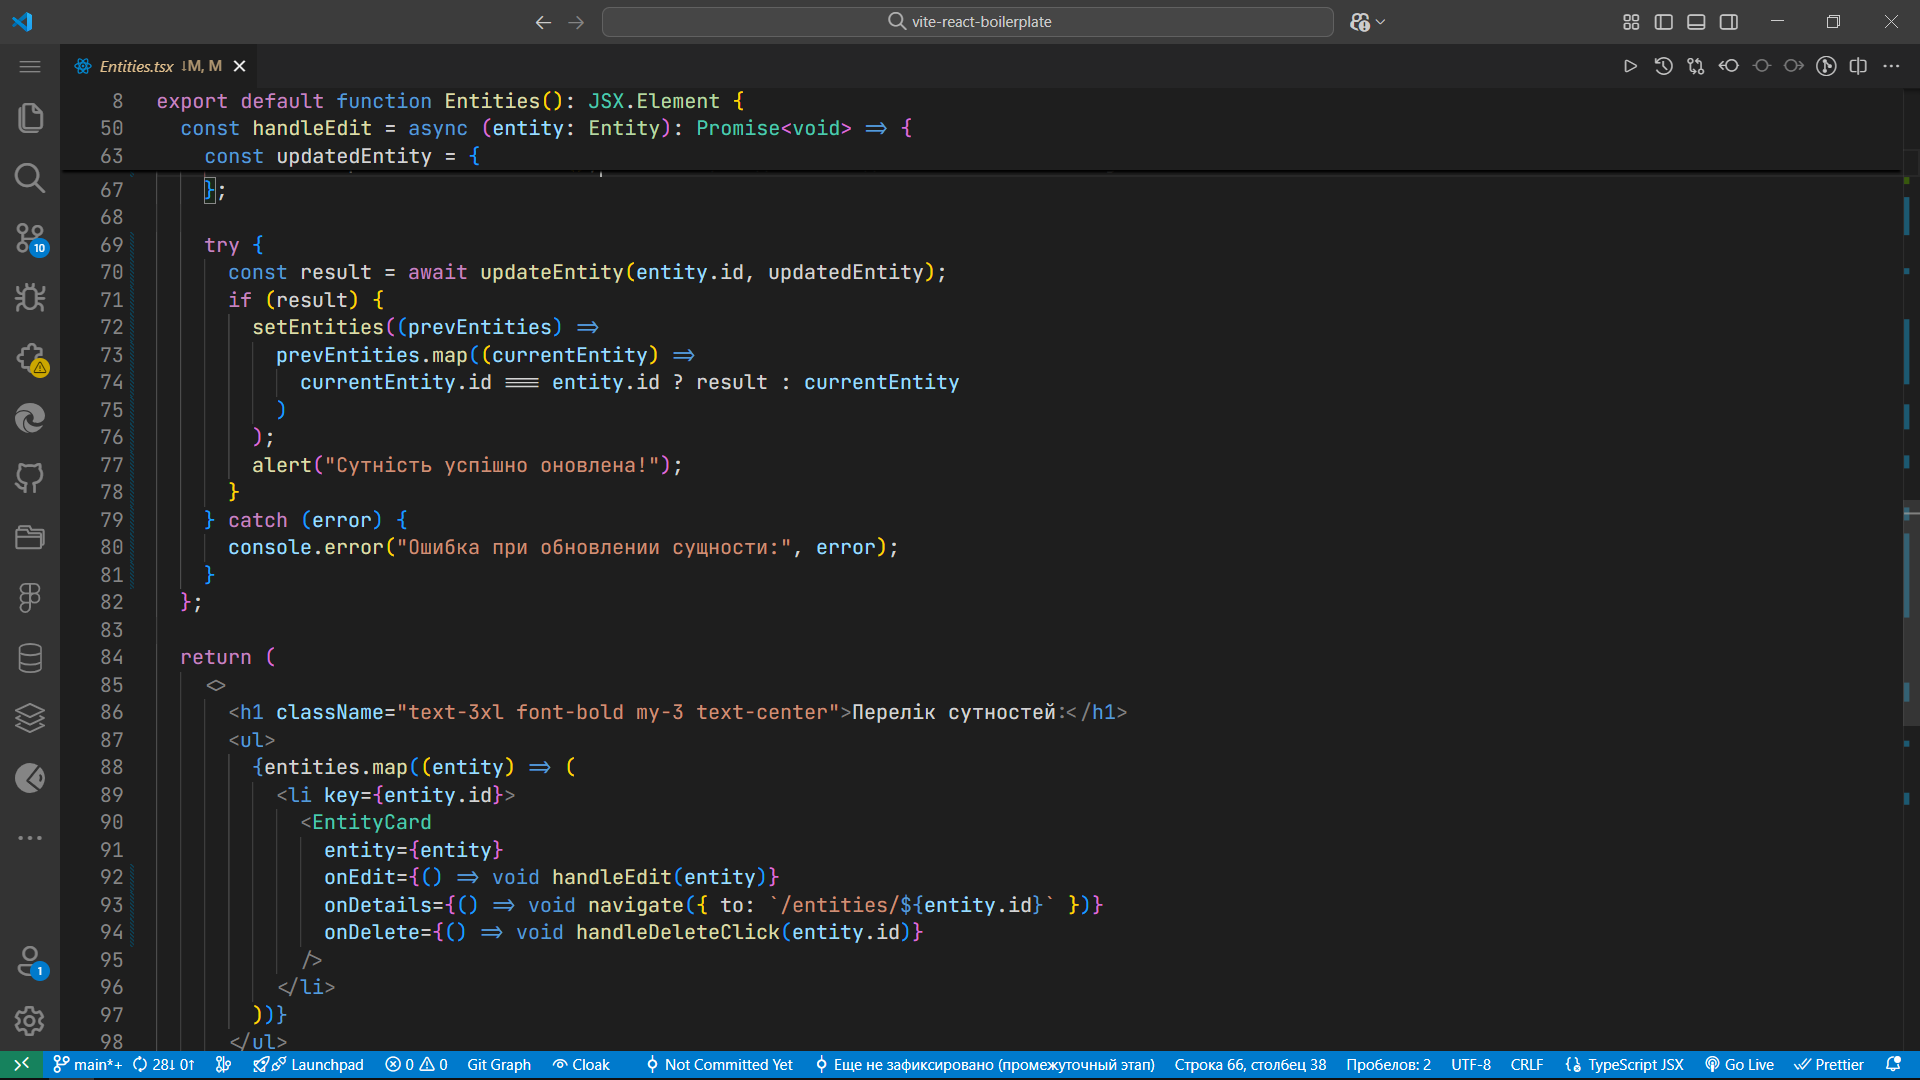 vite-react-boilerplate
Entities.tsx ↓M, M
8 export default function Entities(): JSX.Element {
50 const handleEdit = async (entity: Entity): Promise<void> => {
63 const updatedEntity = {
67 };
68
69 try {
70 const result = await updateEntity(entity.id, updatedEntity);
71 if (result) {
72 setEntities((prevEntities) =>
73 prevEntities.map((currentEntity) =>
74 currentEntity.id === entity.id ? result : currentEntity
75 )
76 );
77 alert("Сутність успішно оновлена!");
78 }
79 } catch (error) {
80 console.error("Ошибка при обновлении сущности:", error);
81 }
82 };
83
84 return (
85 <>
86 <h1 className="text-3xl font-bold my-3 text-center">Перелік сутностей:</h1>
87 <ul>
88 {entities.map((entity) => (
89 <li key={entity.id}>
90 <EntityCard
91 entity={entity}
92 onEdit={() => void handleEdit(entity)}
93 onDetails={() => void navigate({ to: `/entities/${entity.id}` })}
94 onDelete={() => void handleDeleteClick(entity.id)}
95 />
96 </li>
97 ))}
98 </ul>
10
1
main*+ 28↓ 0↑ Launchpad 0 0 Git Graph Cloak Not Committed Yet Еще не зафиксировано (промежуточный этап) Строка 66, столбец 38 Пробелов: 2 UTF-8 CRLF TypeScript JSX Go Live Prettier